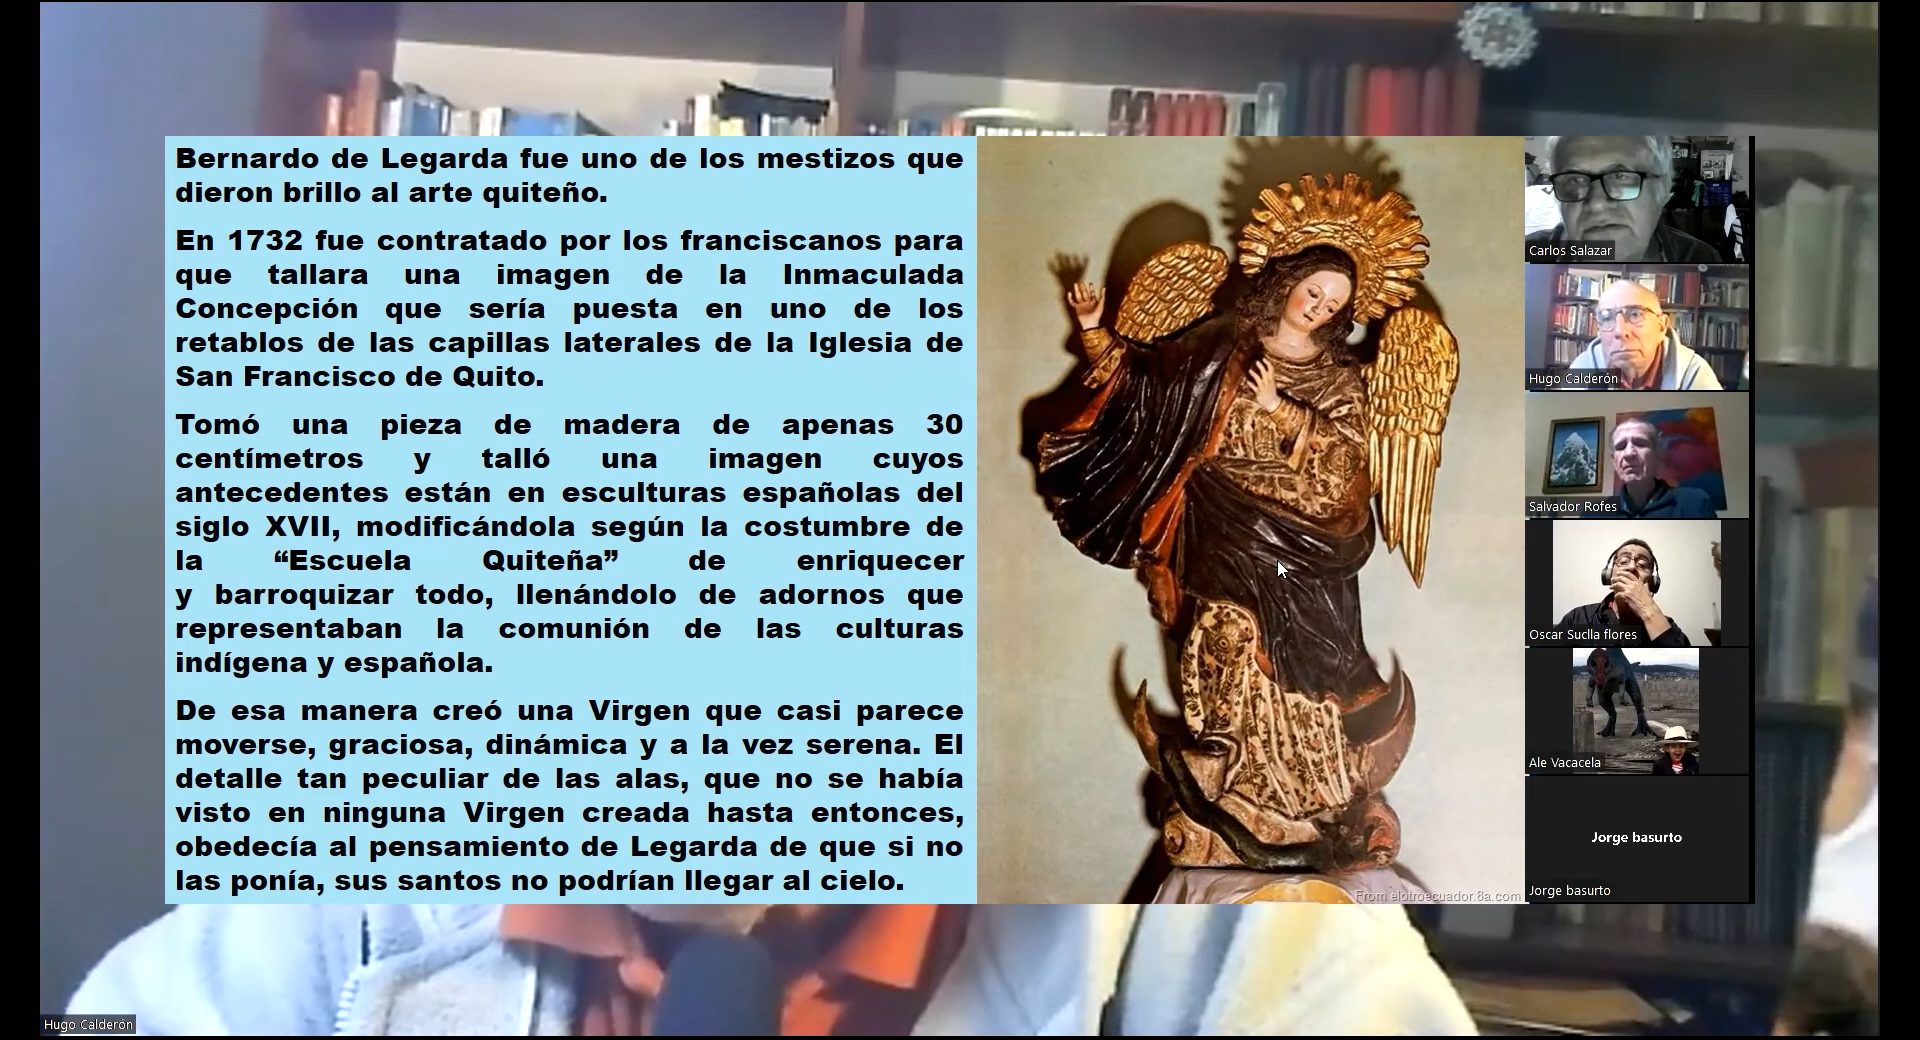 Bernardo de Legarda fue uno de los mestizos que
dieron brillo al arte quiteño.
En 1732 fue contratado por los franciscanos para
que tallara una imagen de la Inmaculada
Concepción que sería puesta en uno de los
retablos de las capillas laterales de la Iglesia de
San Francisco de Quito.
Tomó una pieza de madera de apenas 30
centímetros y talló una imagen cuyos
antecedentes están en esculturas españolas del
siglo XVII, modificándola según la costumbre de
la “Escuela Quiteña” de enriquecer
y barroquizar todo, llenándolo de adornos que
representaban la comunión de las culturas
indígena y española.
De esa manera creó una Virgen que casi parece
moverse, graciosa, dinámica y a la vez serena. El
detalle tan peculiar de las alas, que no se había
visto en ninguna Virgen creada hasta entonces,
obedecía al pensamiento de Legarda de que si no
las ponía, sus santos no podrían llegar al cielo.
From elotroecuador.8a.com
Carlos Salazar
Hugo Calderón
Salvador Rofes
Oscar Suclla flores
Ale Vacacela
Jorge basurto
Jorge basurto
Hugo Calderón